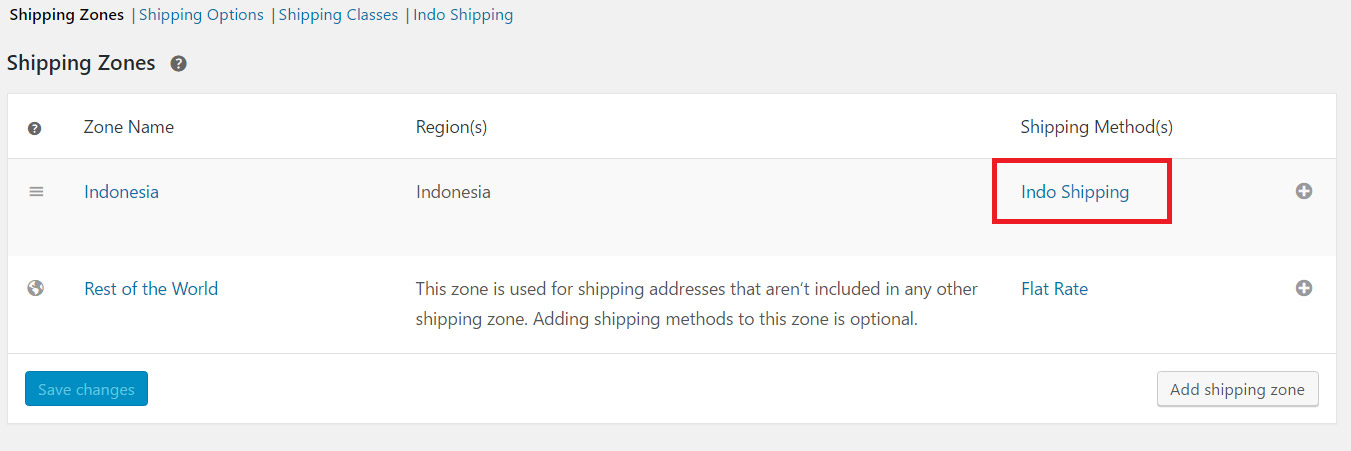 Shipping Zones | Shipping Options | Shipping Classes | Indo Shipping
Shipping Zones ?
? Zone Name Region(s) Shipping Method(s)
Indonesia Indonesia Indo Shipping
Rest of the World This zone is used for shipping addresses that aren't included in any other Flat Rate
shipping zone. Adding shipping methods to this zone is optional.
Save changes Add shipping zone